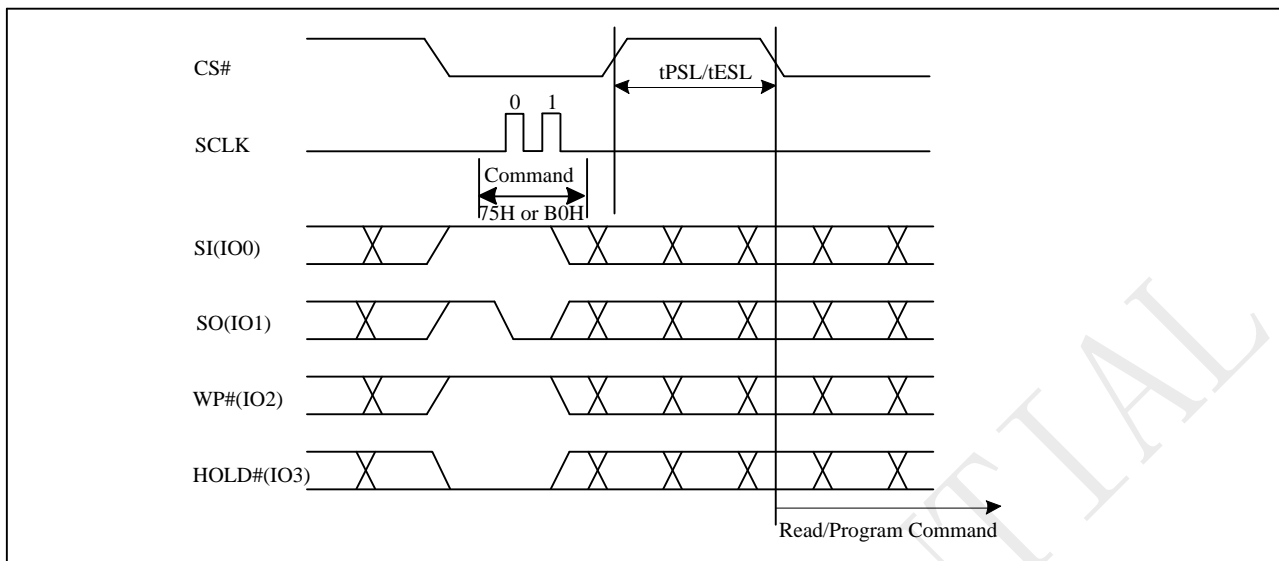 CS#
tPSL/tESL
0 1
SCLK
Command
75H or B0H
SI(IO0)
SO(IO1)
WP#(IO2)
HOLD#(IO3)
Read/Program Command
NTIAL